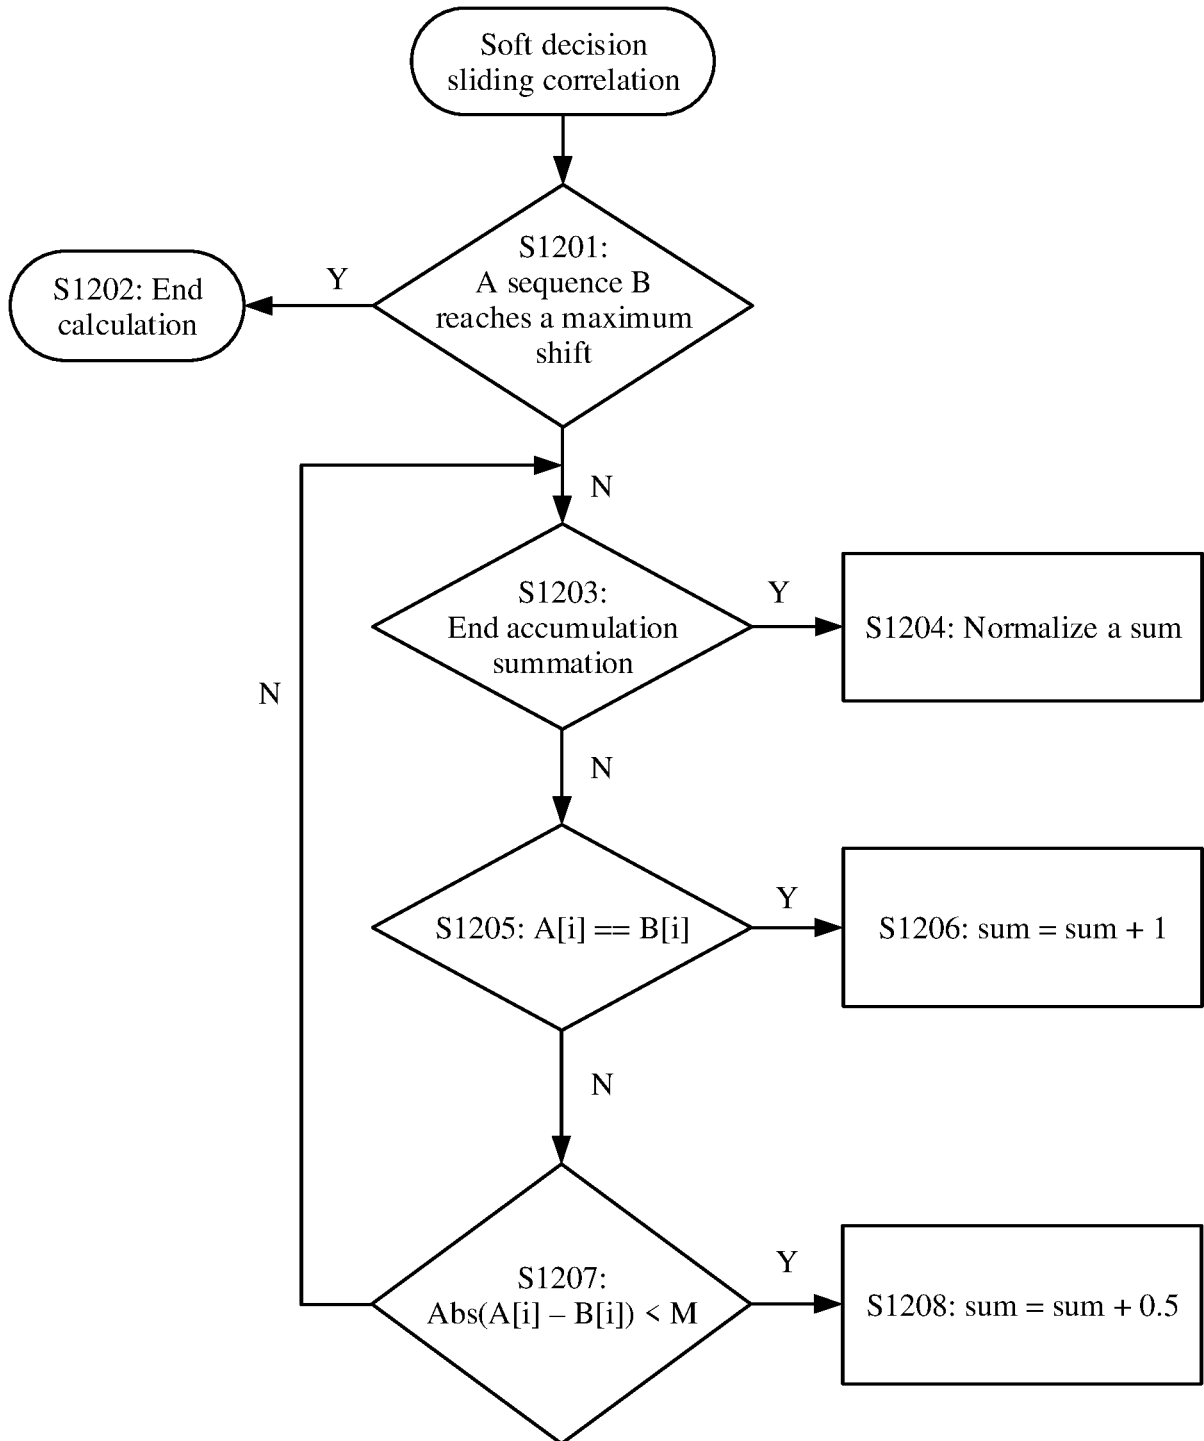 Soft decision
sliding correlation
S1201:
A sequence B
reaches a maximum
shift
Y
S1202: End
calculation
N
S1203:
End accumulation
summation
Y
S1204: Normalize a sum
N
N
S1205: A[i] == B[i]
Y
S1206: sum = sum + 1
N
S1207:
Abs(A[i] – B[i]) < M
Y
S1208: sum = sum + 0.5